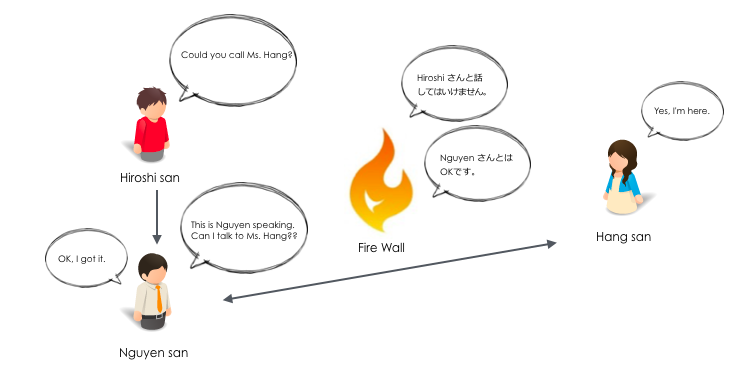 Could you call Ms. Hang?
Hiroshi さんと話
してはいけません。
Yes, I'm here.
Nguyen さんとは
OKです。
Hiroshi san
This is Nguyen speaking.
Can I talk to Ms. Hang??
Fire Wall
Hang san
OK, I got it.
Nguyen san